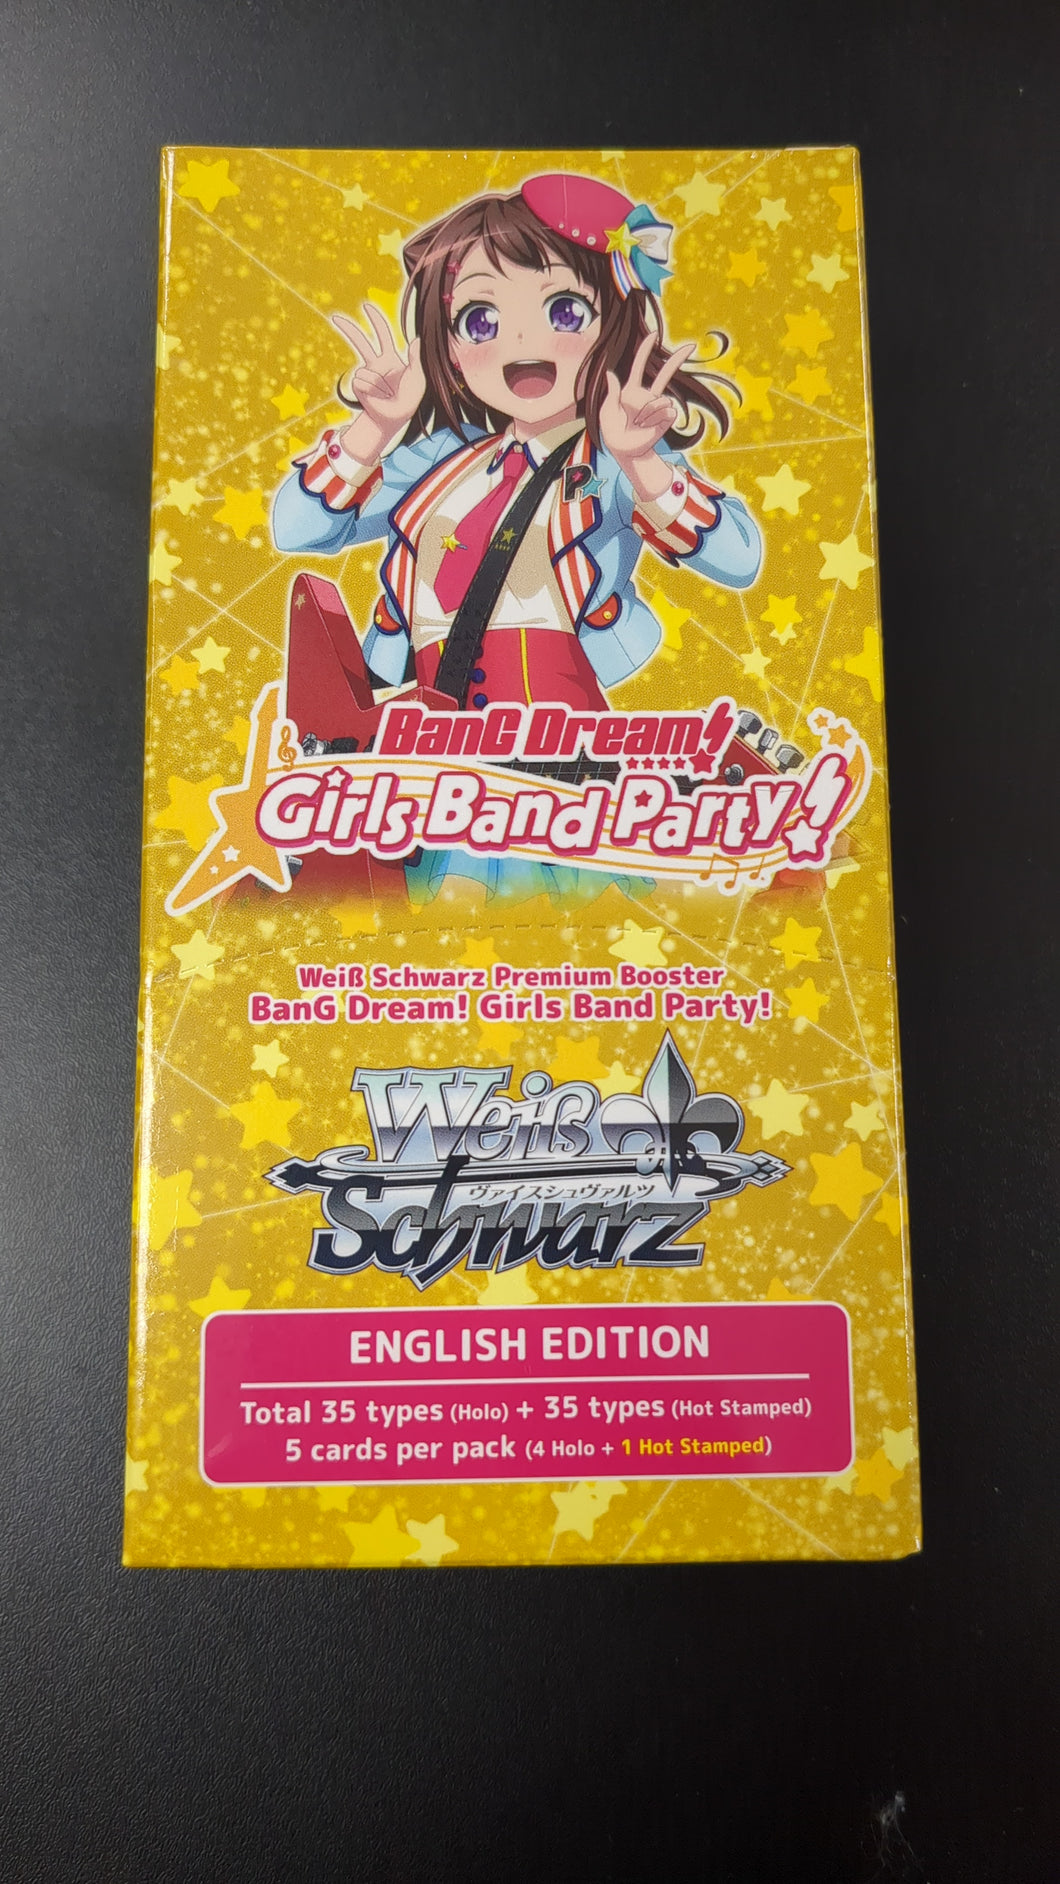 P
BanG Dream!
Girls Band Party!
Weiß Schwarz Premium Booster
BanG Dream! Girls Band Party!
Weiß
ヴァイスシュヴァルツ
Schwarz
ENGLISH EDITION
Total 35 types (Holo) + 35 types (Hot Stamped)
5 cards per pack (4 Holo + 1 Hot Stamped)